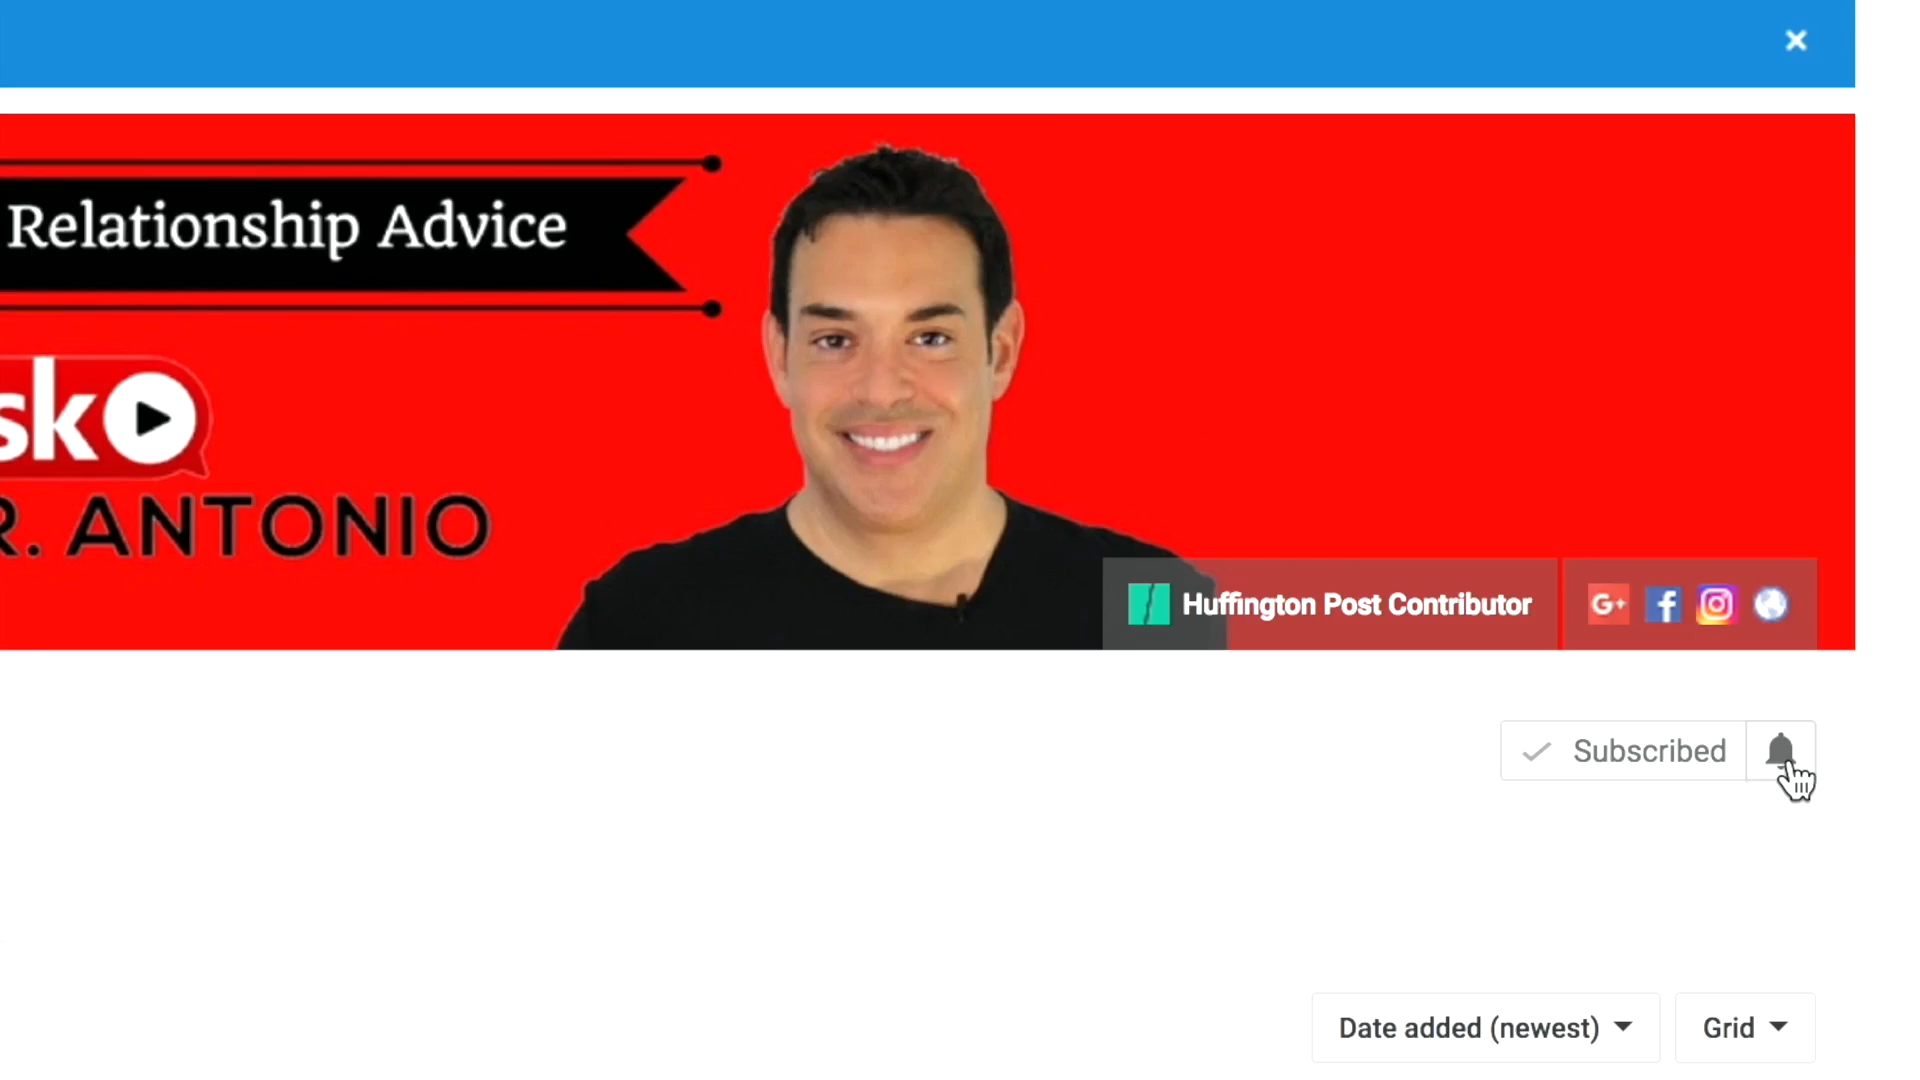 Relationship Advice
sk
R. ANTONIO
Huffington Post Contributor
G+
Subscribed
Date added (newest)
Grid